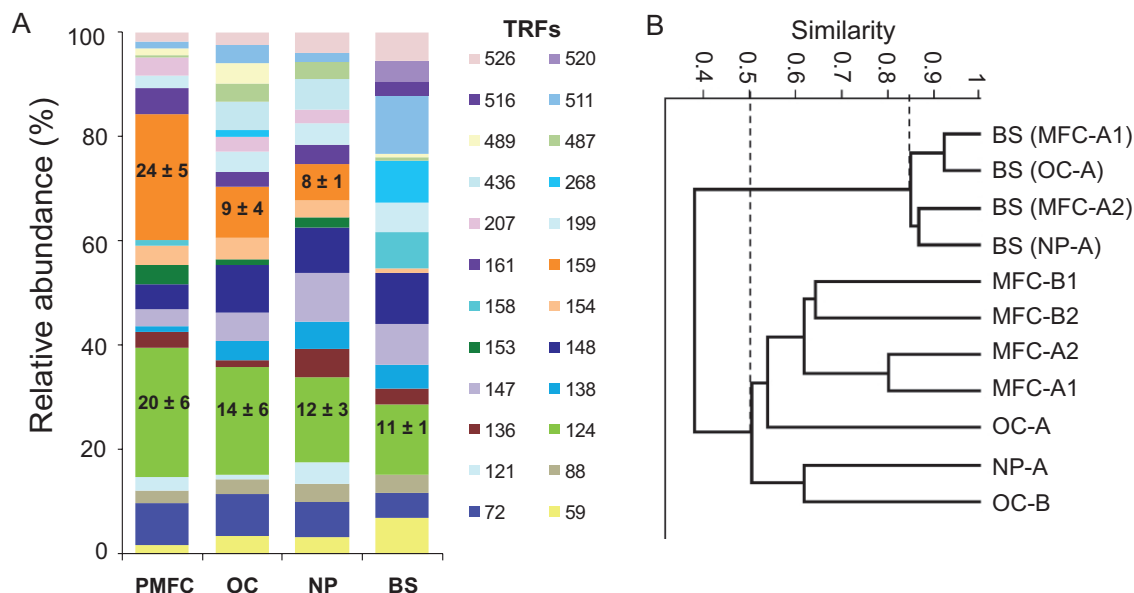 A
Relative abundance (%)
100
80
60
40
20
0
24 ± 5
20 ± 6
9 ± 4
14 ± 6
8 ± 1
12 ± 3
11 ± 1
PMFC OC NP BS
TRFs
526 520
516 511
489 487
436 268
207 199
161 159
158 154
153 148
147 138
136 124
121 88
72 59
B
Similarity
0.4 0.5 0.6 0.7 0.8 0.9 1
BS (MFC-A1)
BS (OC-A)
BS (MFC-A2)
BS (NP-A)
MFC-B1
MFC-B2
MFC-A2
MFC-A1
OC-A
NP-A
OC-B